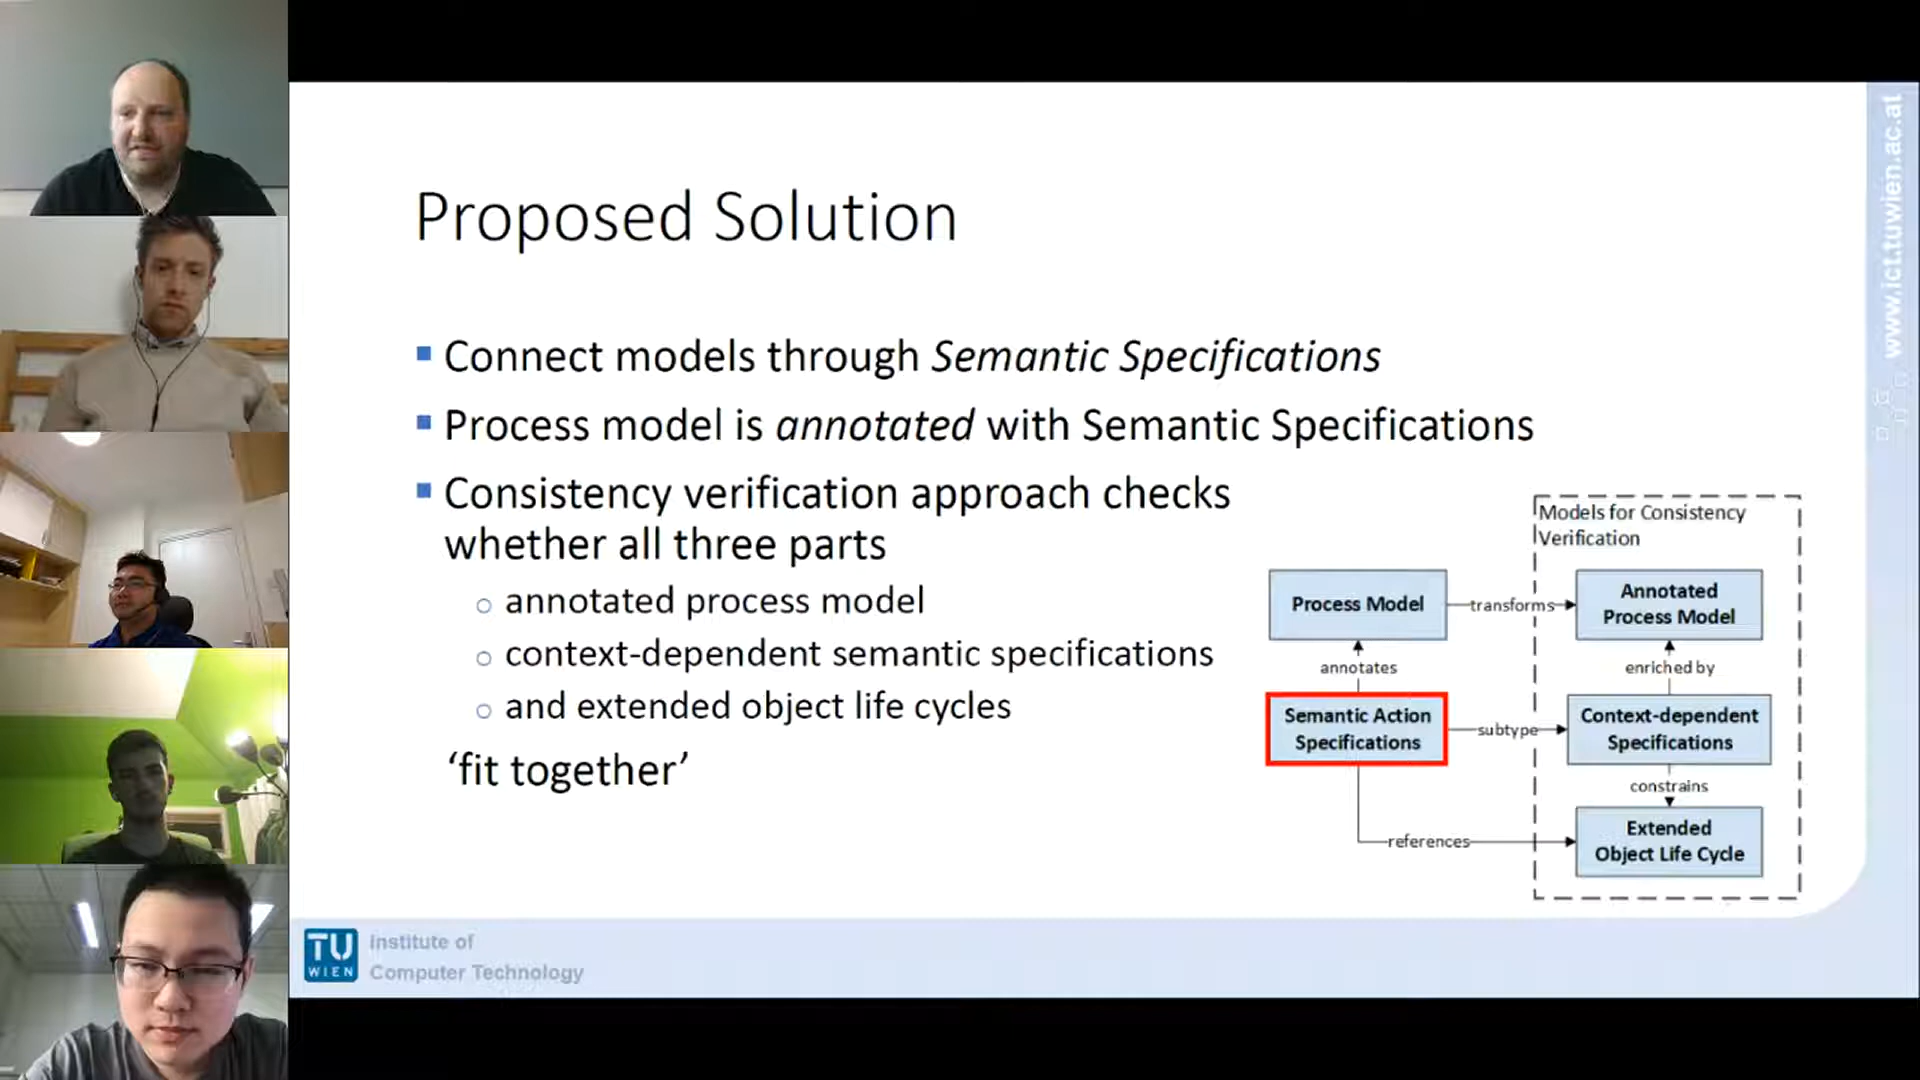 Proposed Solution
Connect models through Semantic Specifications
Process model is annotated with Semantic Specifications
Consistency verification approach checks
whether all three parts
annotated process model
context-dependent semantic specifications
and extended object life cycles
‘fit together’
Models for Consistency
Verification
Process Model
transforms
Annotated
Process Model
annotates
enriched by
Semantic Action
Specifications
subtype
Context-dependent
Specifications
constrains
references
Extended
Object Life Cycle
www.ict.tuwien.ac.at
TU
WIEN
Institute of
Computer Technology